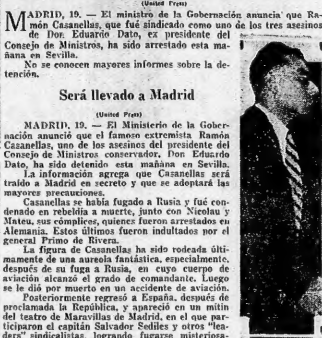 (United Press)
MADRID, 19. — El ministro de la Gobernación anuncia que Ra-
món Casanellas, que fué sindicado como uno de los tres asesinos
de Don Eduardo Dato, ex presidente del
Consejo de Ministros, ha sido arrestado esta ma-
ñana en Sevilla.
No se conocen mayores informes sobre la de-
tención.
Será llevado a Madrid
(United Press)
MADRID, 19. — El Ministerio de la Gober-
nación anunció que el famoso extremista Ramón
Casanellas, uno de los asesinos del presidente del
Consejo de Ministros conservador, Don Eduardo
Dato, ha sido detenido esta mañana en Sevilla.
La información agrega que Casanellas será
traído a Madrid en secreto y que se adoptará las
mayores precauciones.
Casanellas se había fugado a Rusia y fué con-
denado en rebeldía a muerte, junto con Nicolau y
Mateu, sus cómplices, quienes fueron arrestados en
Alemania. Estos últimos fueron indultados por el
general Primo de Rivera.
La figura de Casanellas ha sido rodeada últi-
mamente de una aureola fantástica, especialmente,
después de su fuga a Rusia, en cuyo cuerpo de
aviación alcanzó el grado de comandante. Luego
se le dió por muerto en un accidente de aviación.
Posteriormente regresó a España, después de
proclamada la República, y apareció en un mitin
del teatro de Maravillas de Madrid, en el que par-
ticiparon el capitán Salvador Sediles y otros "lea-
ders" sindicalistas, logrando fugarse misteriosa-